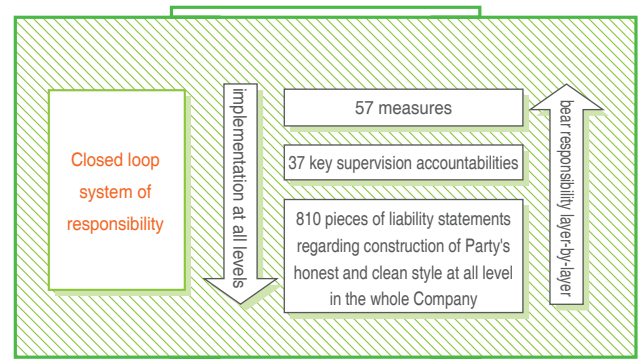 Closed loop
system of
responsibility
implementation at all levels
57 measures
37 key supervision accountabilities
810 pieces of liability statements
regarding construction of Party's
honest and clean style at all level
in the whole Company
bear responsibility layer-by-layer